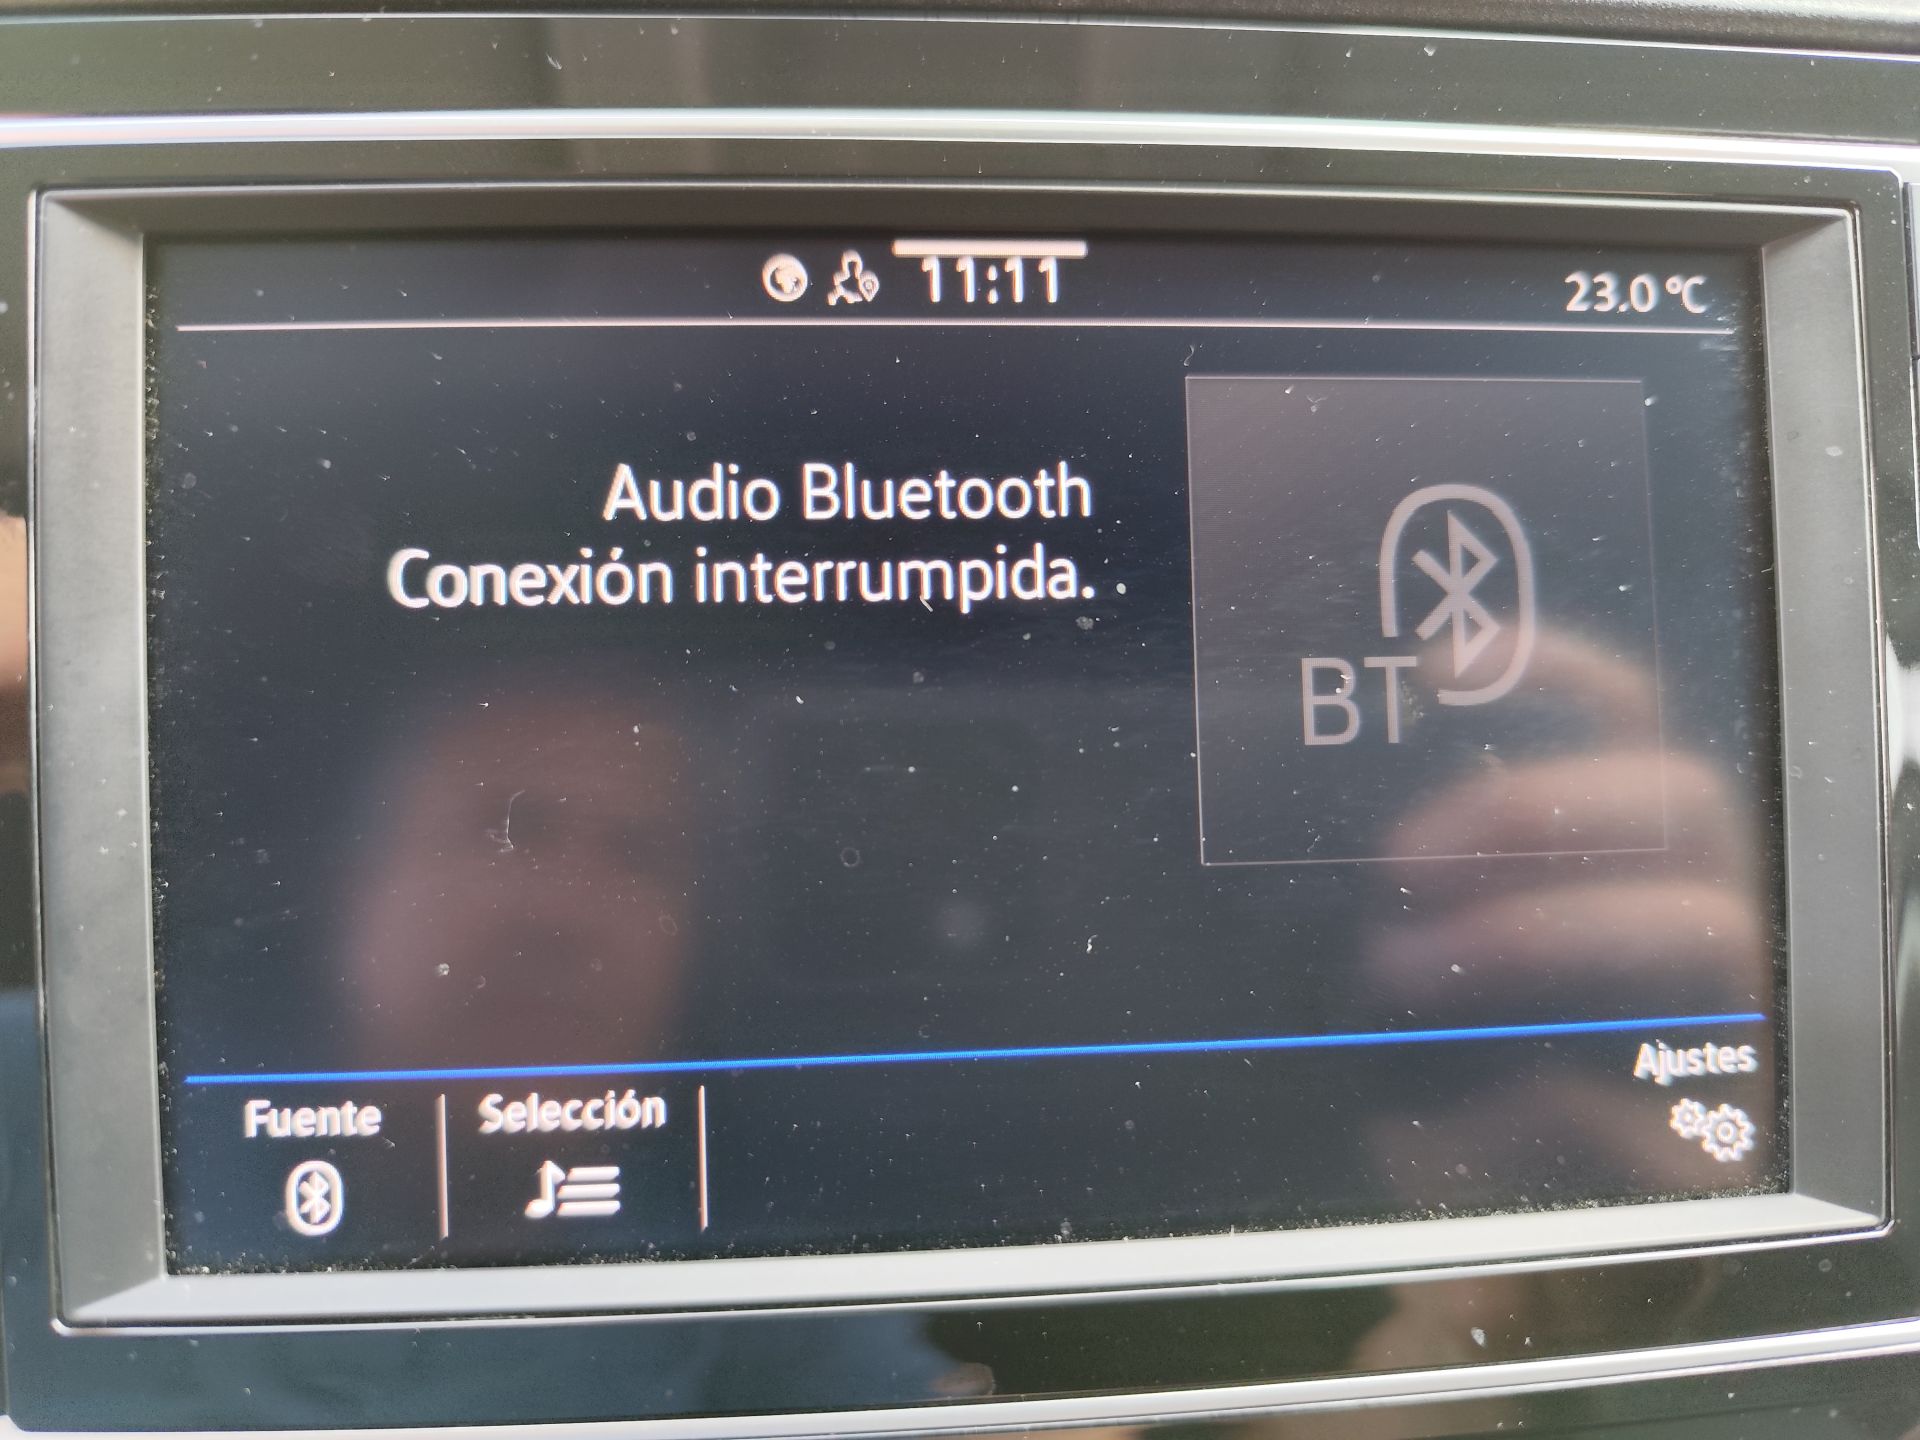 11:11
23.0 °C
Audio Bluetooth
Conexión interrumpida.
BT
Ajustes
Fuente
Selección